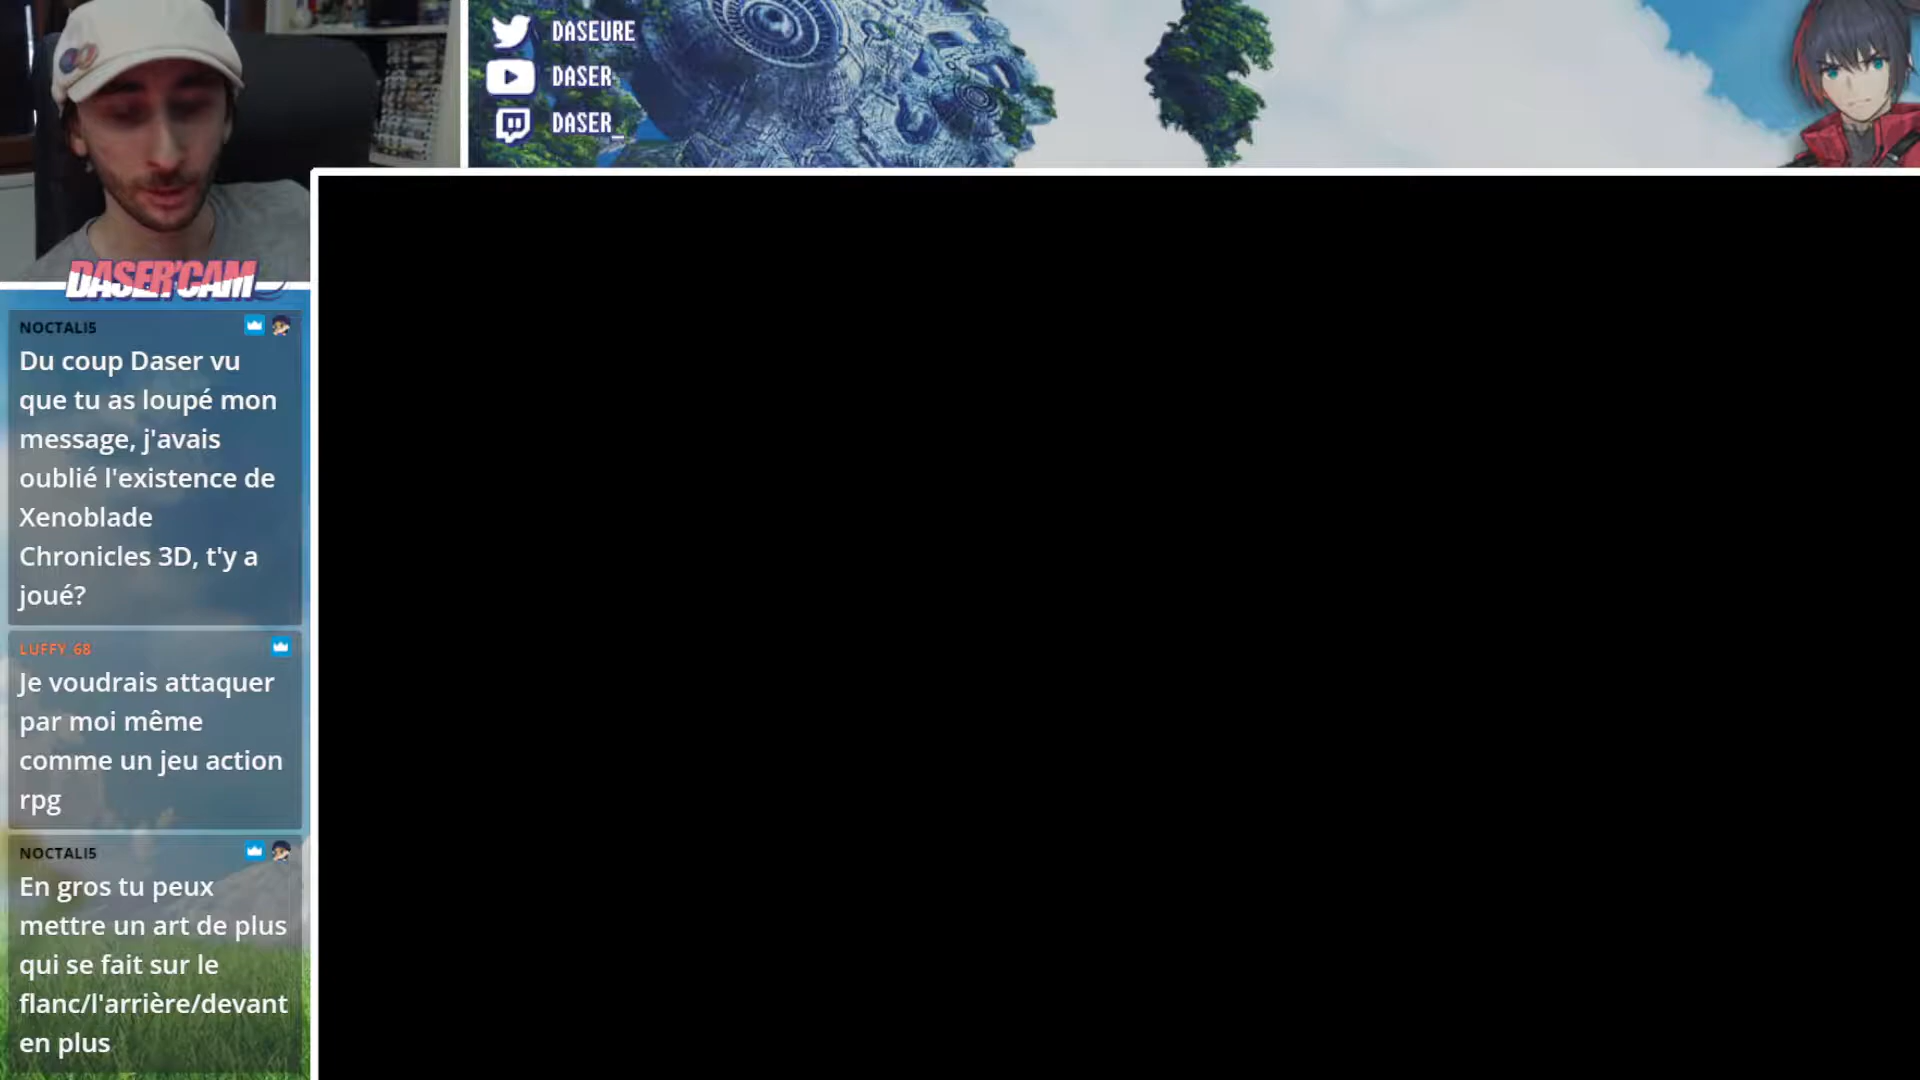 DASEURE
DASER
DASER_
DASER'CAM
NOCTALI5
Du coup Daser vu
que tu as loupé mon
message, j'avais
oublié l'existence de
Xenoblade
Chronicles 3D, t'y a
joué?
LUFFY 68
Je voudrais attaquer
par moi même
comme un jeu action
rpg
NOCTALI5
En gros tu peux
mettre un art de plus
qui se fait sur le
flanc/l'arrière/devant
en plus